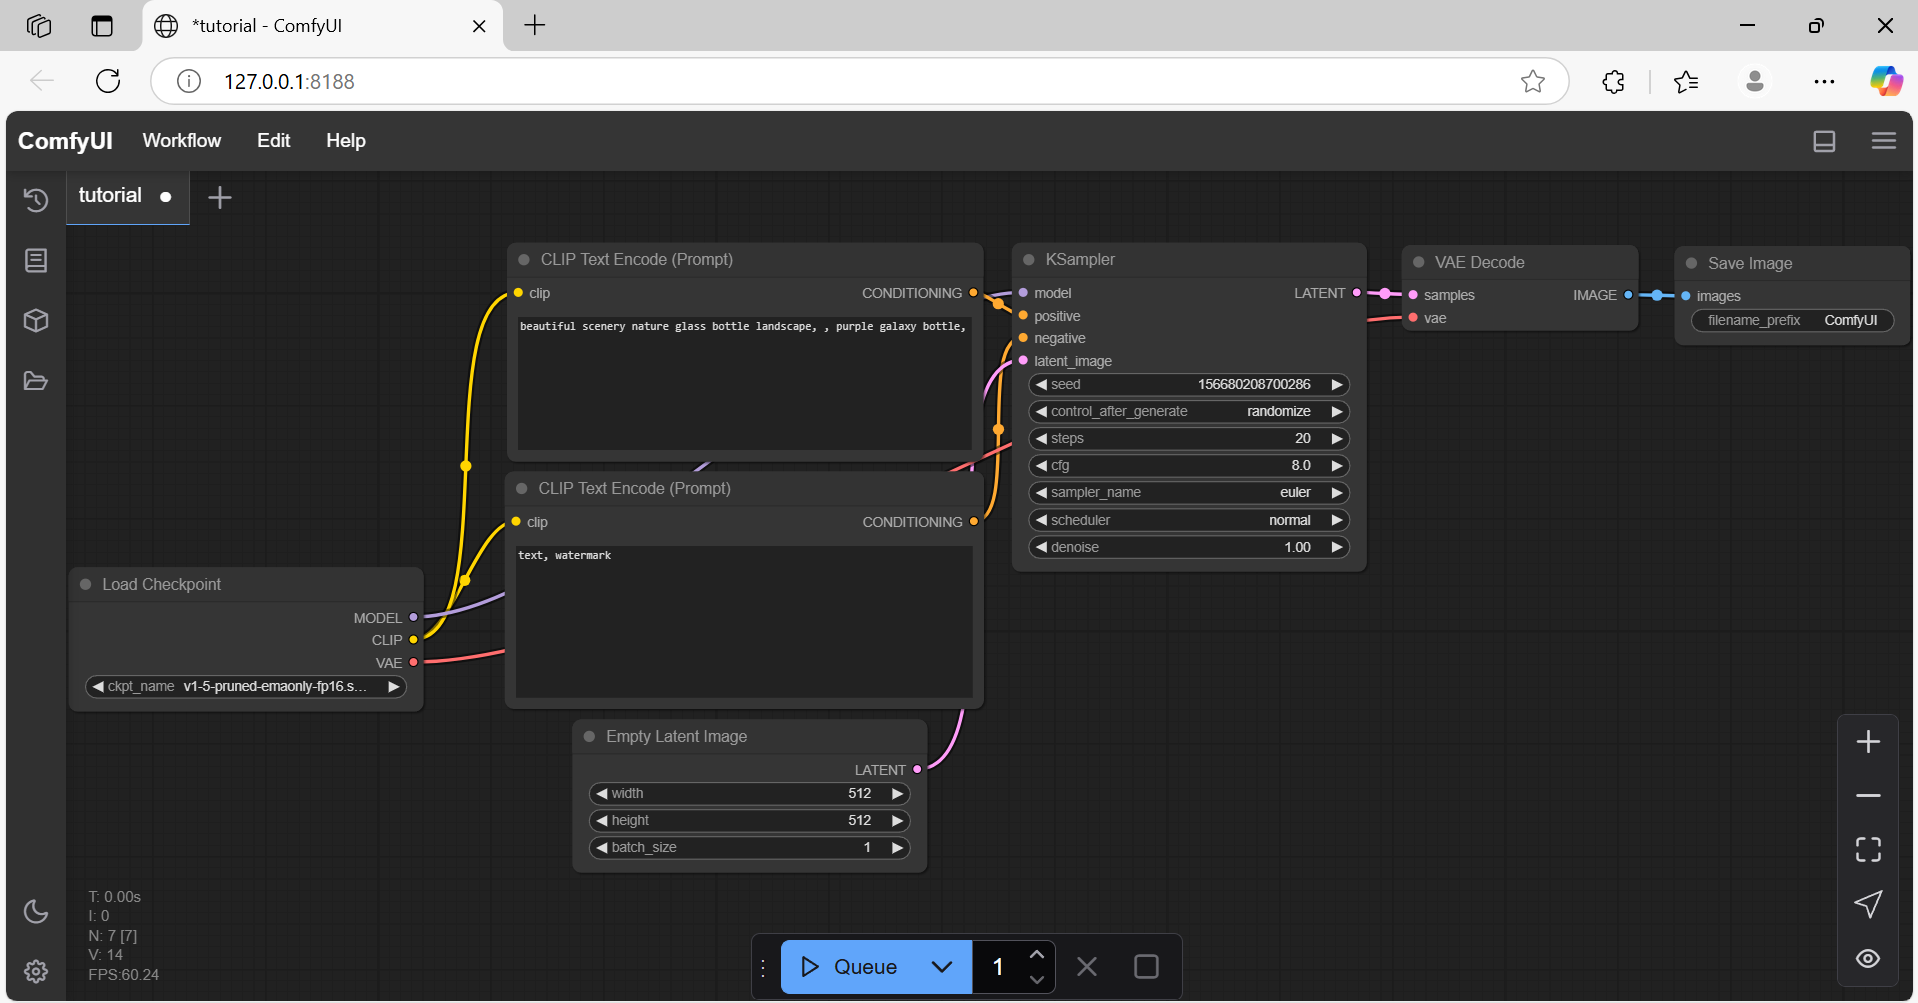 *tutorial - ComfyUI
127.0.0.1:8188
ComfyUI Workflow Edit Help
tutorial
CLIP Text Encode (Prompt)
clip CONDITIONING
beautiful scenery nature glass bottle landscape, , purple galaxy bottle,
CLIP Text Encode (Prompt)
clip CONDITIONING
text, watermark
Load Checkpoint
MODEL
CLIP
VAE
ckpt_name v1-5-pruned-emaonly-fp16.s...
Empty Latent Image
LATENT
width 512
height 512
batch_size 1
KSampler
model LATENT
positive
negative
latent_image
seed 156680208700286
control_after_generate randomize
steps 20
cfg 8.0
sampler_name euler
scheduler normal
denoise 1.00
VAE Decode
samples IMAGE
vae
Save Image
images
filename_prefix ComfyUI
T: 0.00s
I: 0
N: 7 [7]
V: 14
FPS:60.24
Queue 1